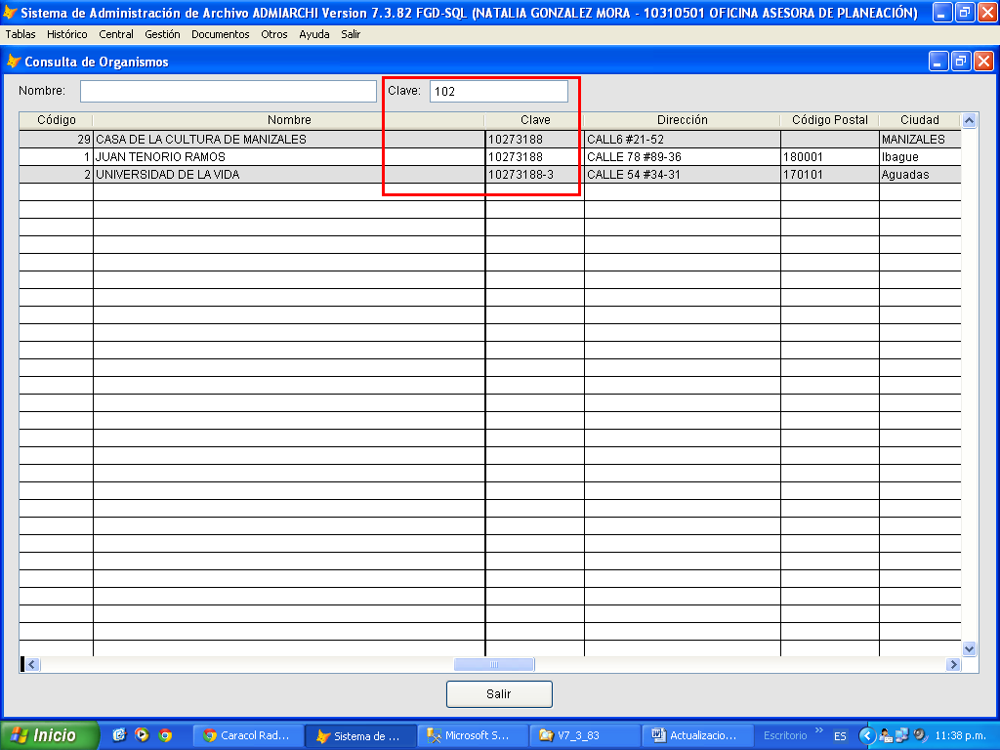 Sistema de Administración de Archivo ADMIARCHI Version 7.3.82 FGD-SQL (NATALIA GONZALEZ MORA - 10310501 OFICINA ASESORA DE PLANEACIÓN)
Tablas Histórico Central Gestión Documentos Otros Ayuda Salir
Consulta de Organismos
Nombre: Clave: 102
Código Nombre Clave Dirección Código Postal Ciudad
29 CASA DE LA CULTURA DE MANIZALES 10273188 CALL6 #21-52 MANIZALES
1 JUAN TENORIO RAMOS 10273188 CALLE 78 #89-36 180001 Ibague
2 UNIVERSIDAD DE LA VIDA 10273188-3 CALLE 54 #34-31 170101 Aguadas
Salir
Inicio Caracol Rad... Sistema de ... Microsoft S... V7_3_83 Actualizacio... Escritorio » ES 11:38 p.m.